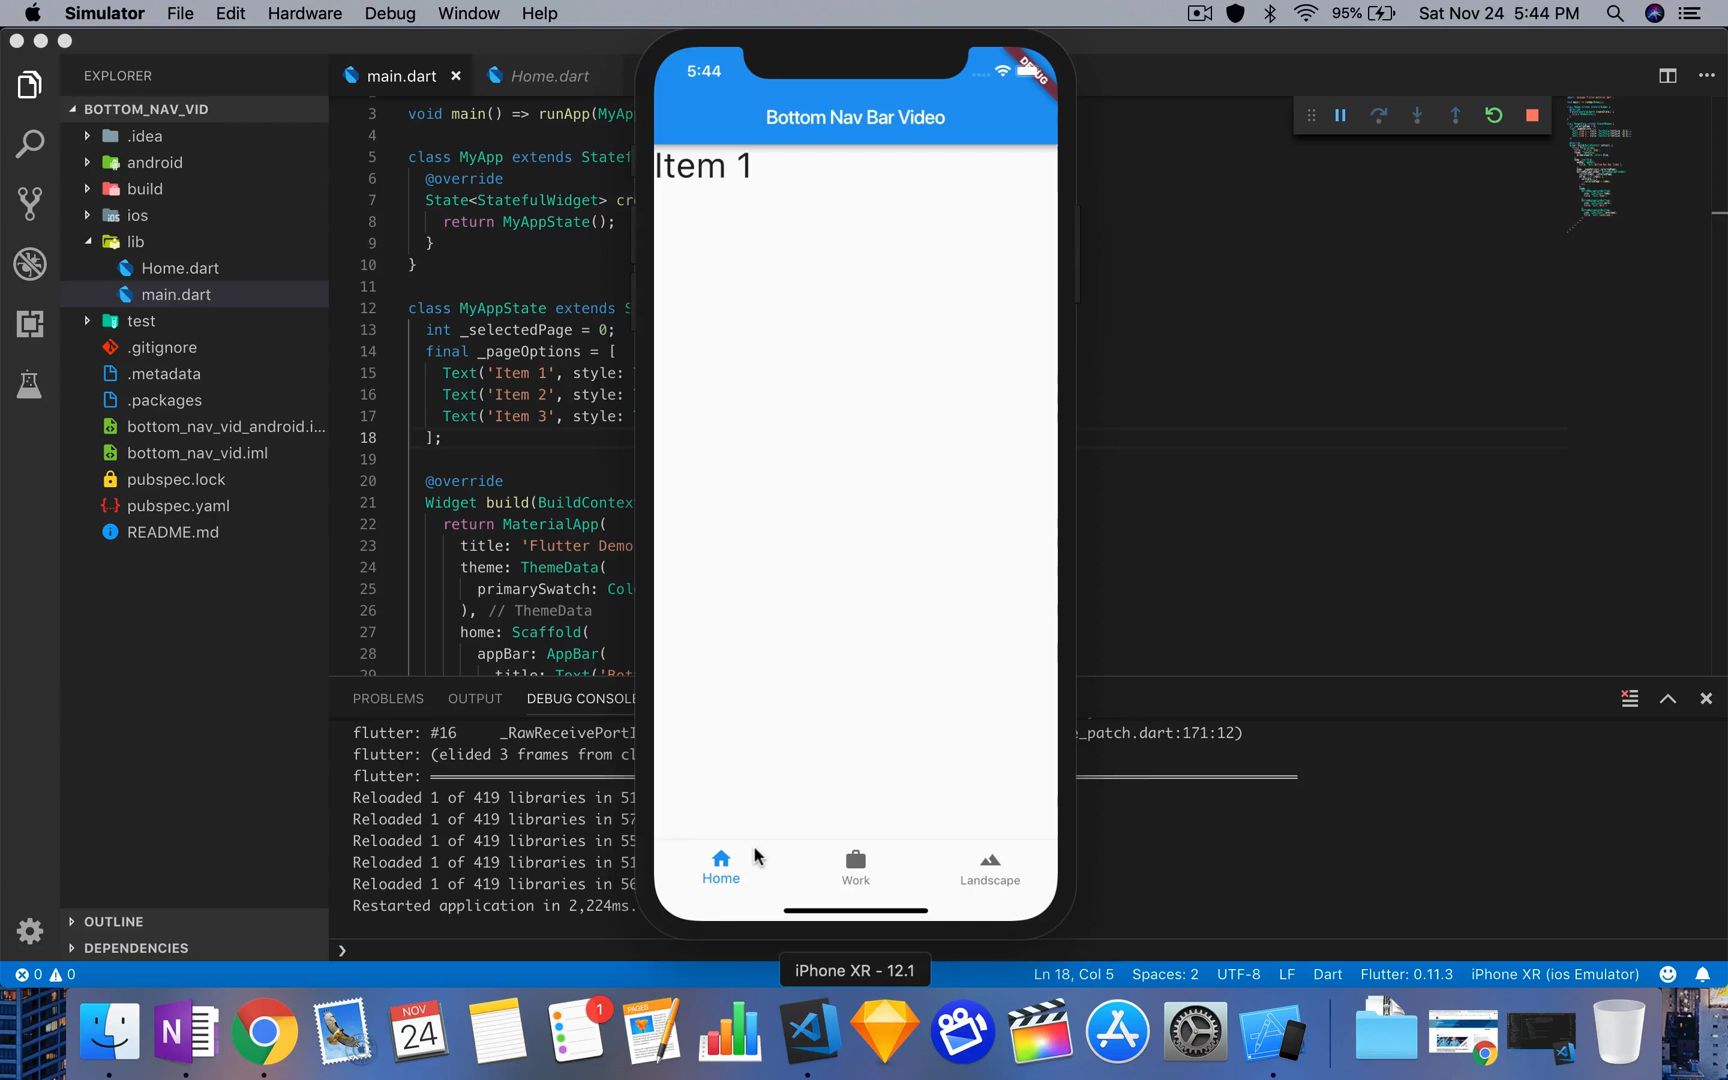 Simulator File Edit Hardware Debug Window Help
95% Sat Nov 24 5:44 PM
EXPLORER
BOTTOM_NAV_VID
.idea
android
build
ios
lib
Home.dart
main.dart
test
.gitignore
.metadata
.packages
bottom_nav_vid_android.i...
bottom_nav_vid.iml
pubspec.lock
pubspec.yaml
README.md
OUTLINE
DEPENDENCIES
main.dart Home.dart
3 void main() => runApp(MyAp
4
5 class MyApp extends Statef
6 @override
7 State<StatefulWidget> cr
8 return MyAppState();
9 }
10 }
11
12 class MyAppState extends S
13 int _selectedPage = 0;
14 final _pageOptions = [
15 Text('Item 1', style:
16 Text('Item 2', style:
17 Text('Item 3', style:
18 ];
19
20 @override
21 Widget build(BuildContex
22 return MaterialApp(
23 title: 'Flutter Demo
24 theme: ThemeData(
25 primarySwatch: Col
26 ), // ThemeData
27 home: Scaffold(
28 appBar: AppBar(
29 title: Text('Bot
PROBLEMS OUTPUT DEBUG CONSOLE
flutter: #16 _RawReceivePortI
e_patch.dart:171:12)
flutter: (elided 3 frames from cl
flutter:
Reloaded 1 of 419 libraries in 51
Reloaded 1 of 419 libraries in 57
Reloaded 1 of 419 libraries in 55
Reloaded 1 of 419 libraries in 51
Reloaded 1 of 419 libraries in 50
Restarted application in 2,224ms.
5:44
DEBUG
Bottom Nav Bar Video
Item 1
Home Work Landscape
iPhone XR - 12.1
0 0
Ln 18, Col 5 Spaces: 2 UTF-8 LF Dart Flutter: 0.11.3 iPhone XR (ios Emulator)
N
NOV
24
1
PAGES